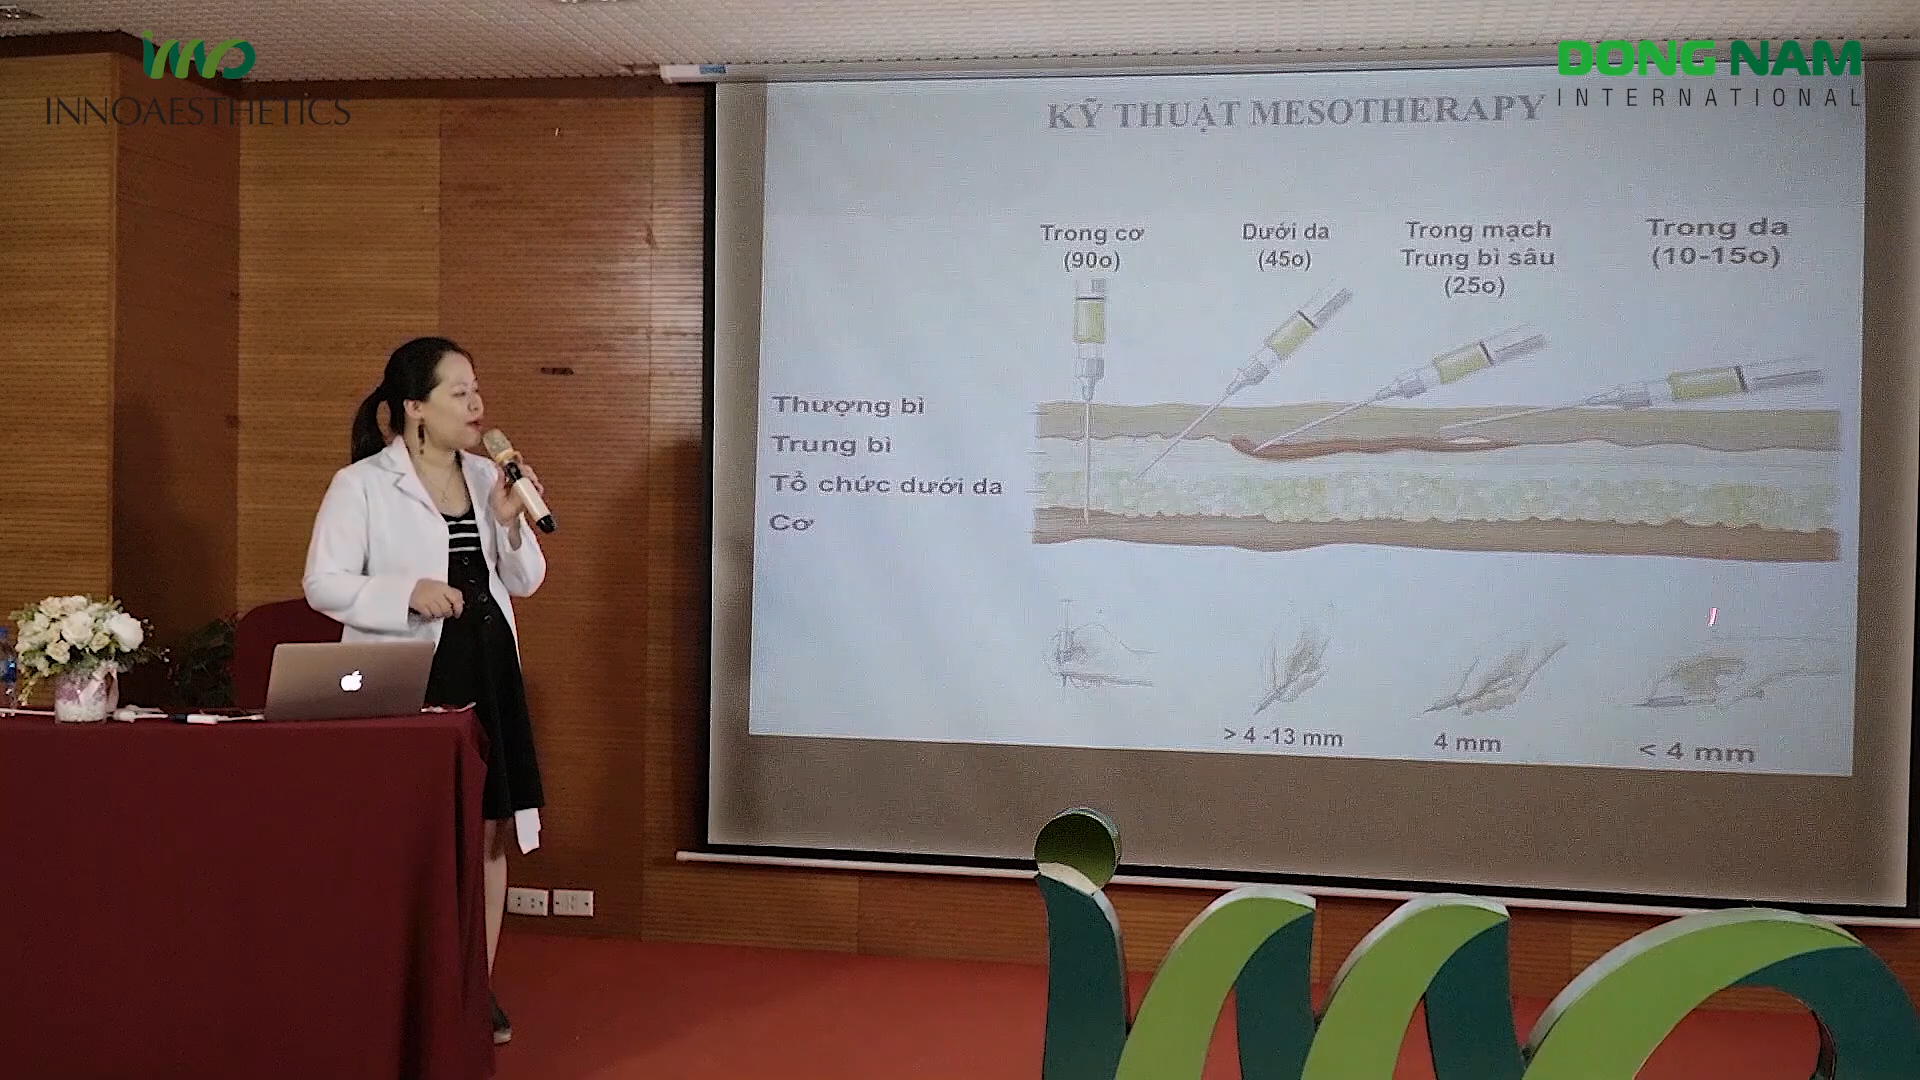 inno
INNOAESTHETICS
DONG NAM
INTERNATIONAL
KỸ THUẬT MESOTHERAPY
Trong cơ
(90o)
Dưới da
(45o)
Trong mạch
Trung bì sâu
(25o)
Trong da
(10-15o)
Thượng bì
Trung bì
Tổ chức dưới da
Cơ
> 4 -13 mm
4 mm
< 4 mm